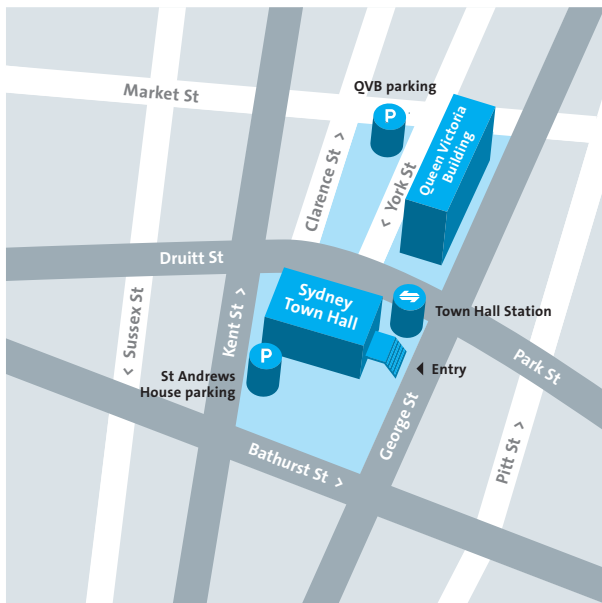 QVB parking
Market St
P
Clarence St >
< York St
Queen Victoria
Building
Druitt St
Sydney
Town Hall
Town Hall Station
< Sussex St
Kent St >
P
St Andrews
House parking
Entry
Park St
George St
Pitt St >
Bathurst St >